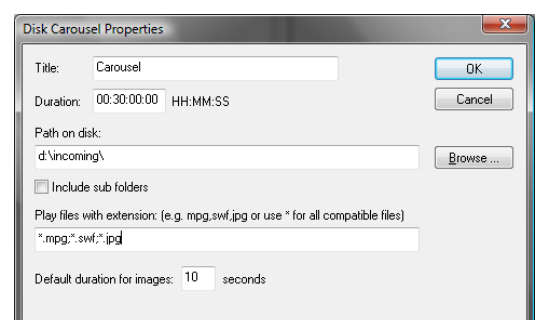 Disk Carousel Properties
Title: Carousel OK
Duration: 00:30:00:00 HH:MM:SS Cancel
Path on disk:
d:\incoming\ Browse ...
Include sub folders
Play files with extension: (e.g. mpg,swf,jpg or use * for all compatible files)
*.mpg;*.swf;*.jpg
Default duration for images: 10 seconds